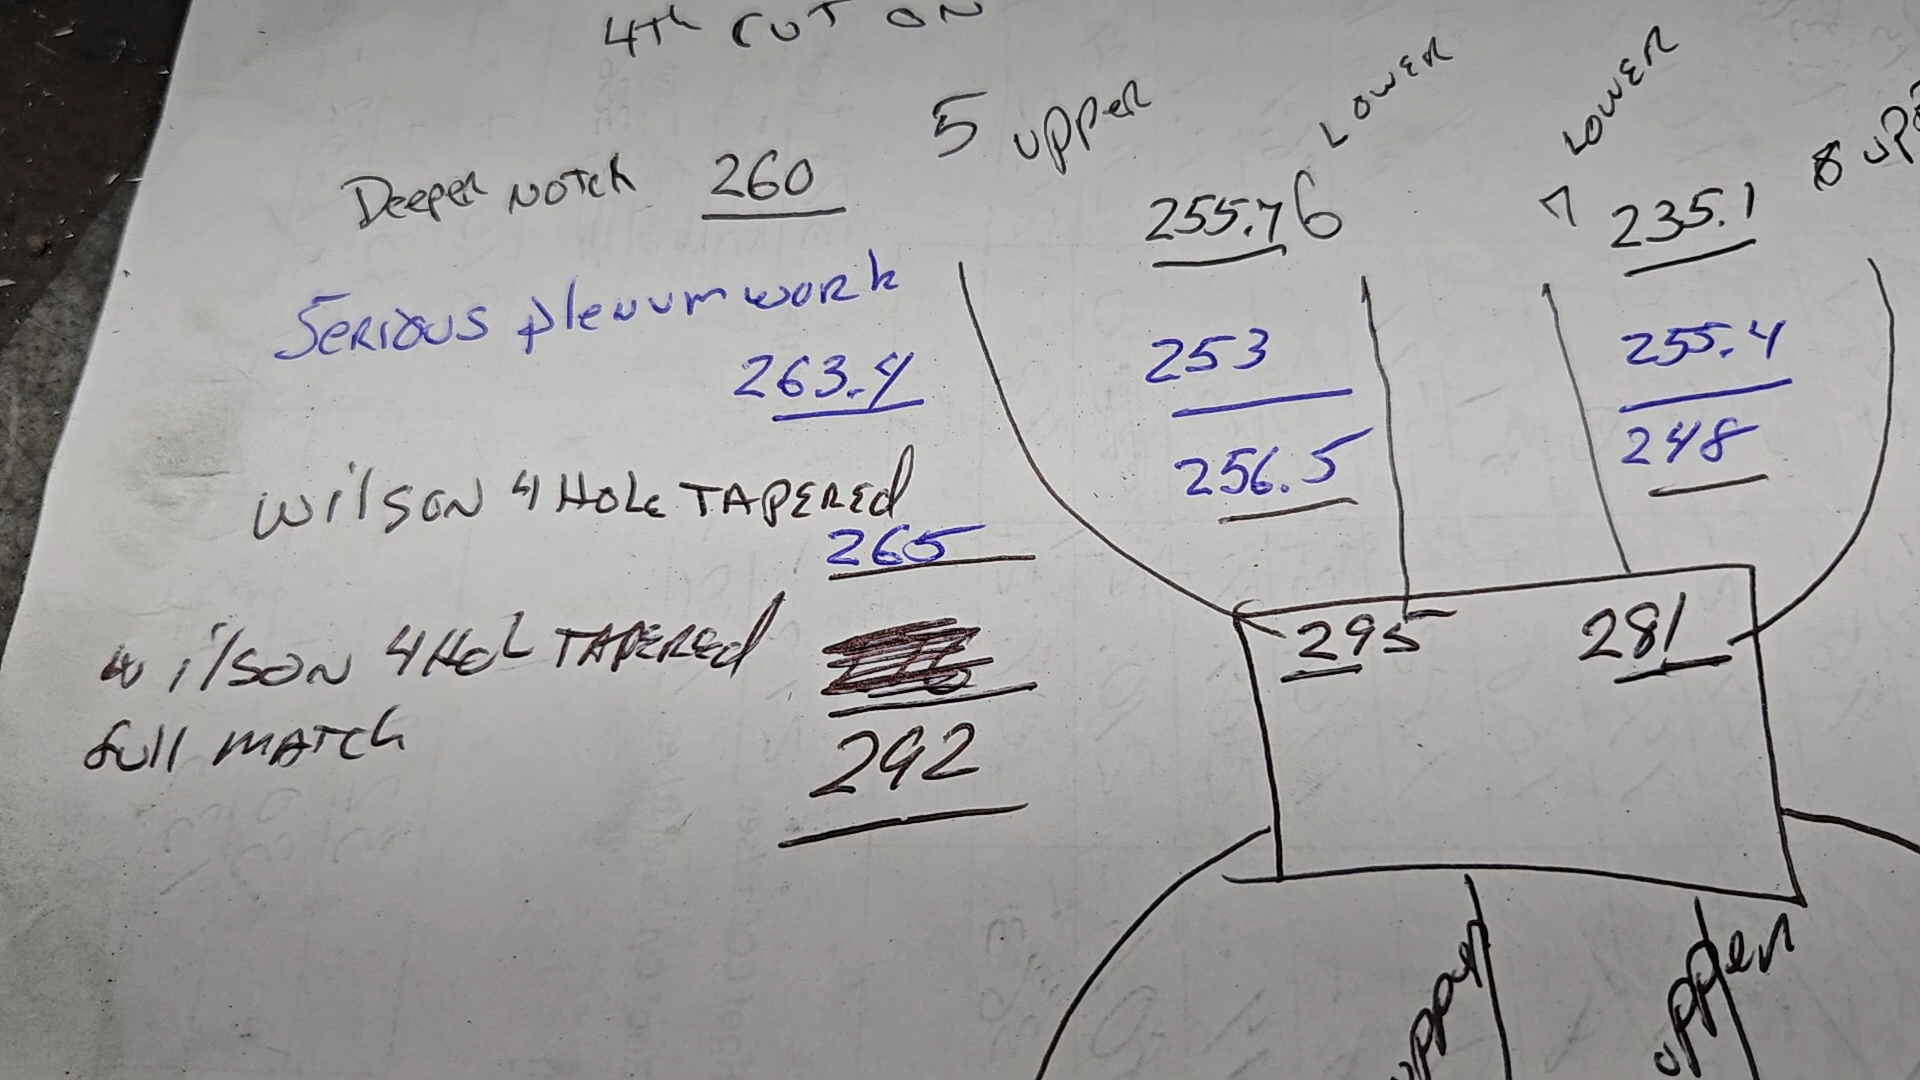 4Th CUT ON
5 upper
LOWER
LOWER
8 up
Deeper NOTCH 260
255.7 6
7 235.1
Serious plenum work
263.4
253
255.4
256.5
248
Wilson 4 Hole TAPERED
265
295
281
Wilson 4 Hol TAPERED
full MATCH
292
upper
upper